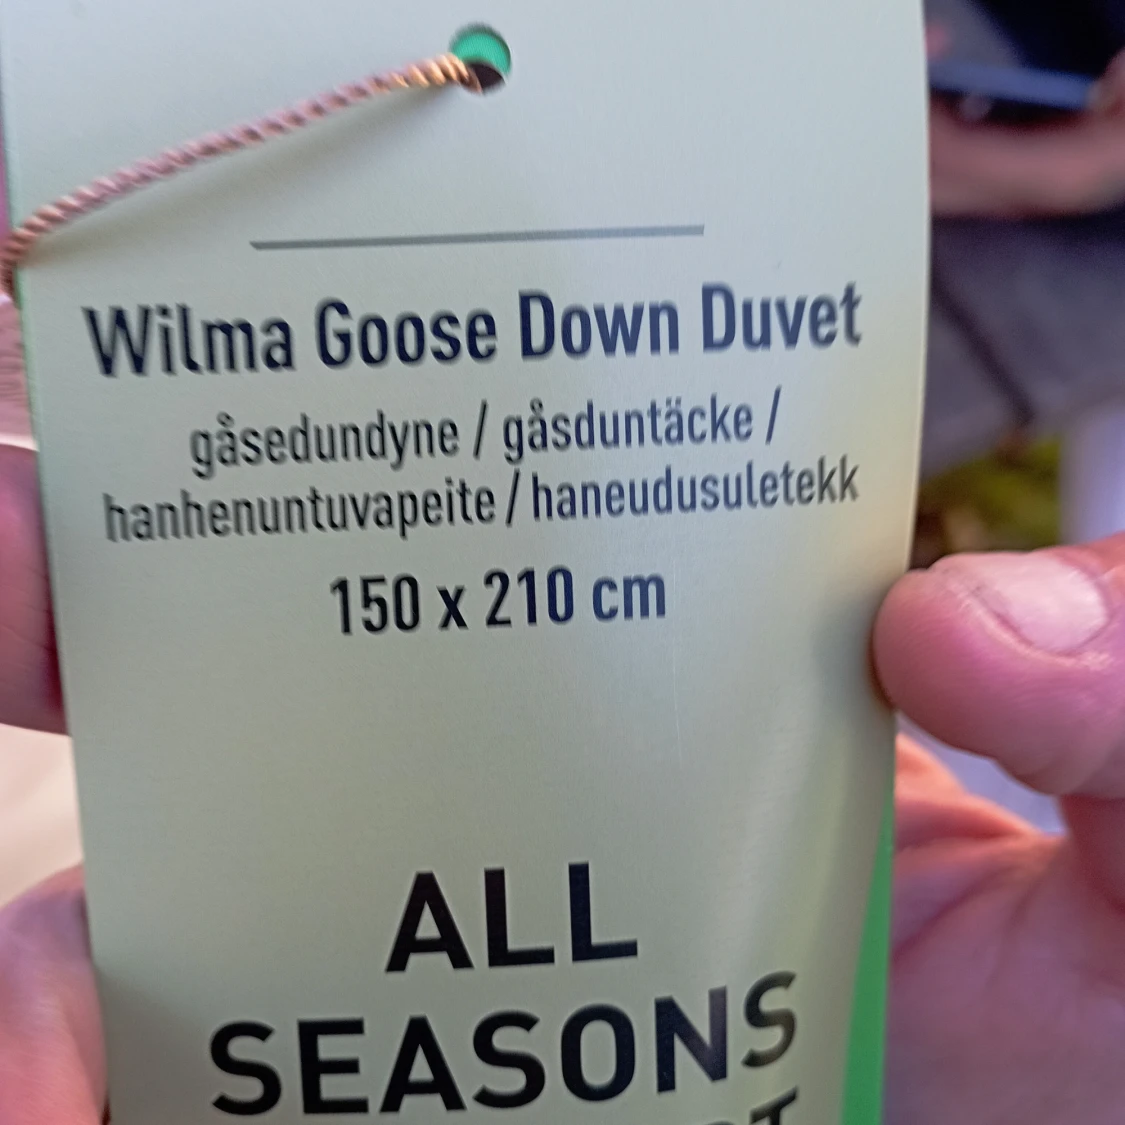 Wilma Goose Down Duvet
gåsedundyne / gåsduntäcke /
hanhenuntuvapeite / haneudusuletekk
150 x 210 cm
ALL
SEASONS